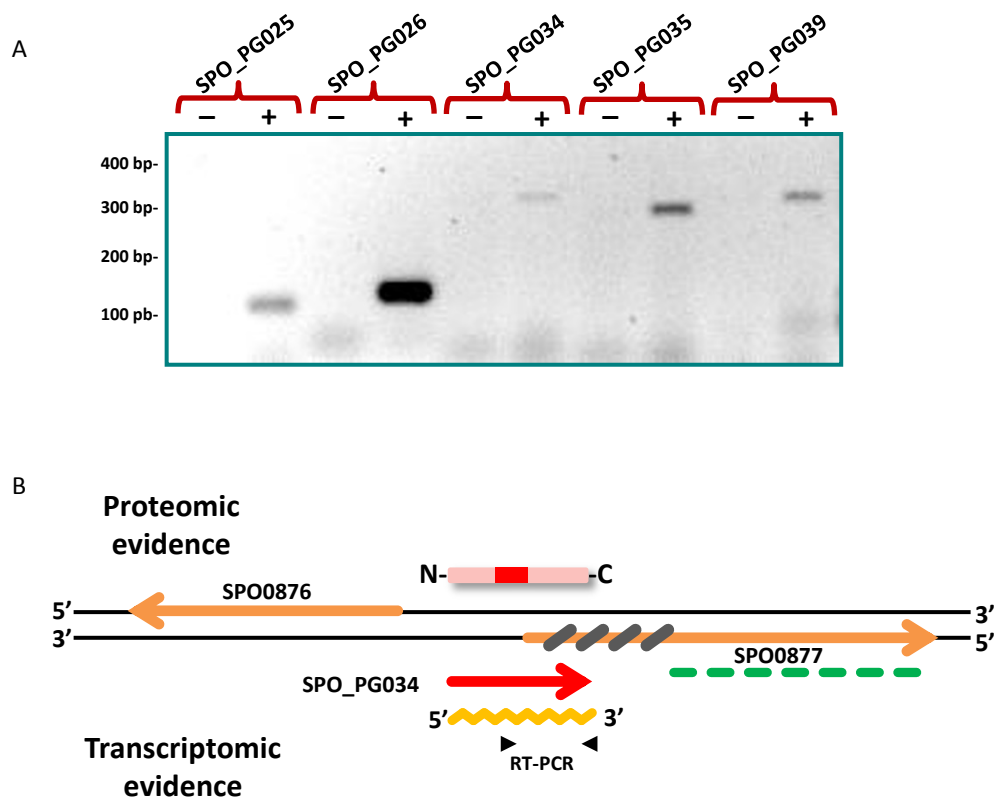 A
SPO_PG025 SPO_PG026 SPO_PG034 SPO_PG035 SPO_PG039
– + – + – + – + – +
400 bp-
300 bp-
200 bp-
100 pb-
B
Proteomic
evidence
N- -C
SPO0876
5’ 3’
3’ 5’
SPO0877
SPO_PG034
5’ 3’
RT-PCR
Transcriptomic
evidence